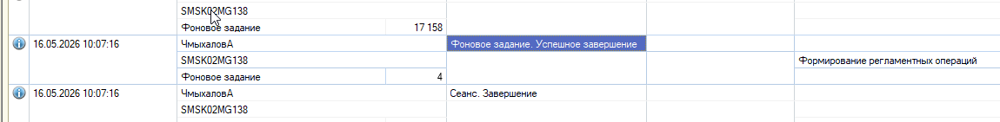 SMSK02MG138
Фоновое задание 17 158
16.05.2026 10:07:16 ЧмыхаловА Фоновое задание. Успешное завершение
SMSK02MG138 Формирование регламентных операций
Фоновое задание 4
16.05.2026 10:07:16 ЧмыхаловА Сеанс. Завершение
SMSK02MG138